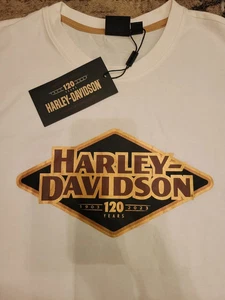 120
HARLEY-DAVIDSON
HARLEY-
DAVIDSON
1903 120 2023
YEARS